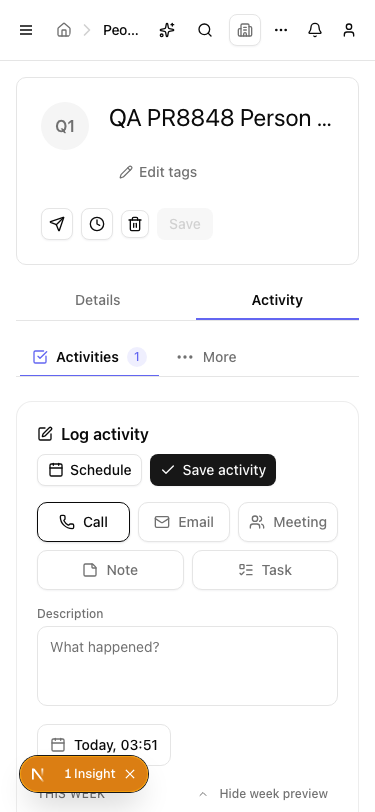 Peo...
Q1
QA PR8848 Person ...
Edit tags
Save
Details
Activity
Activities 1
More
Log activity
Schedule
Save activity
Call
Email
Meeting
Note
Task
Description
What happened?
Today, 03:51
N 1 Insight
THIS WEEK
Hide week preview